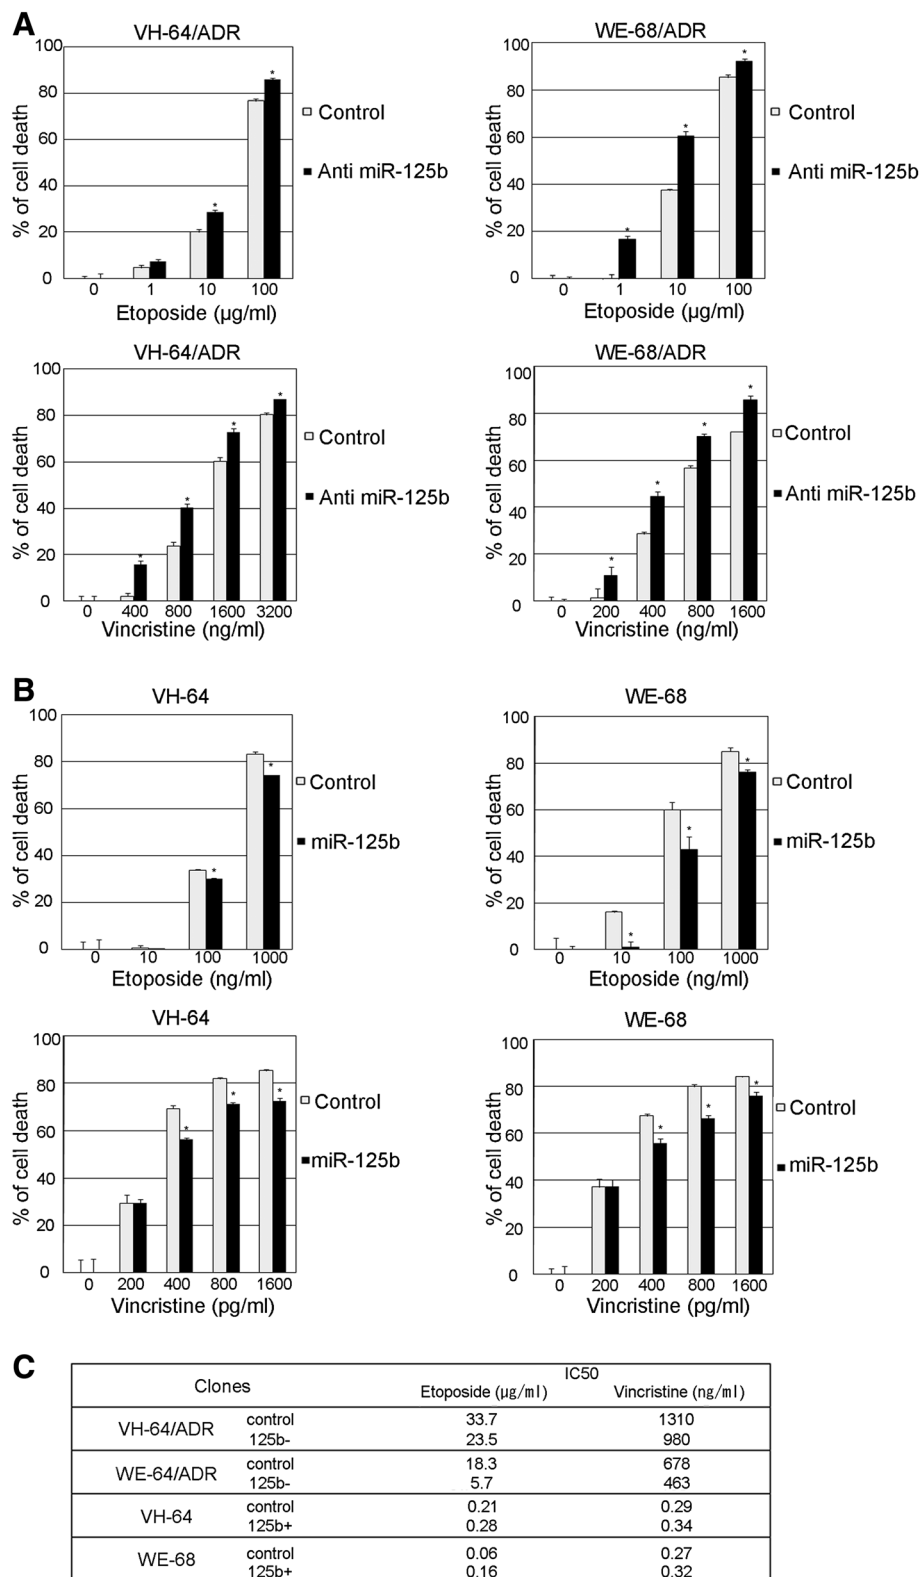 A
VH-64/ADR
% of cell death
100
80
60
40
20
0
* * *
0 1 10 100
Etoposide (µg/ml)
Control
Anti miR-125b
WE-68/ADR
% of cell death
100
80
60
40
20
0
* * * *
0 1 10 100
Etoposide (µg/ml)
Control
Anti miR-125b
VH-64/ADR
% of cell death
100
80
60
40
20
0
* * * *
0 400 800 1600 3200
Vincristine (ng/ml)
Control
Anti miR-125b
WE-68/ADR
% of cell death
100
80
60
40
20
0
* * * * *
0 200 400 800 1600
Vincristine (ng/ml)
Control
Anti miR-125b
B
VH-64
% of cell death
100
80
60
40
20
0
* *
0 10 100 1000
Etoposide (ng/ml)
Control
miR-125b
WE-68
% of cell death
100
80
60
40
20
0
* * *
0 10 100 1000
Etoposide (ng/ml)
Control
miR-125b
VH-64
% of cell death
100
80
60
40
20
0
* * *
0 200 400 800 1600
Vincristine (pg/ml)
Control
miR-125b
WE-68
% of cell death
100
80
60
40
20
0
* * *
0 200 400 800 1600
Vincristine (pg/ml)
Control
miR-125b
C
Clones IC50
Etoposide (µg/ml) Vincristine (ng/ml)
VH-64/ADR control 33.7 1310
125b- 23.5 980
WE-64/ADR control 18.3 678
125b- 5.7 463
VH-64 control 0.21 0.29
125b+ 0.28 0.34
WE-68 control 0.06 0.27
125b+ 0.16 0.32